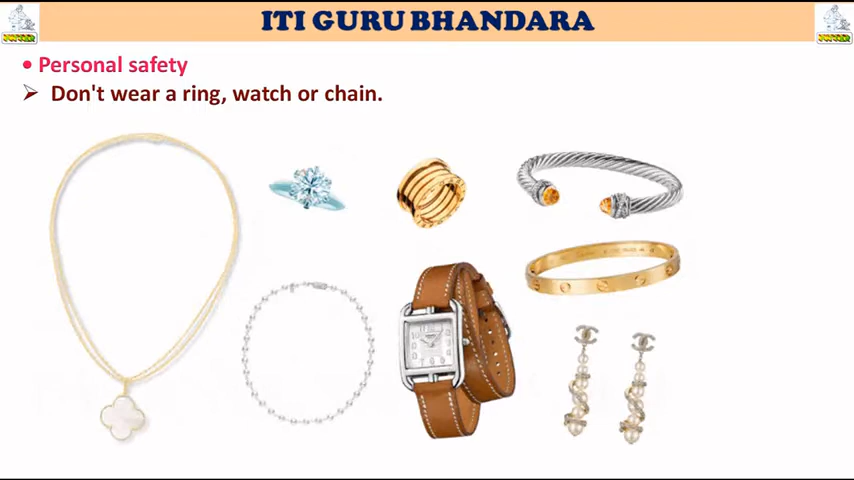 ITI GURU BHANDARA
• Personal safety
➢ Don't wear a ring, watch or chain.